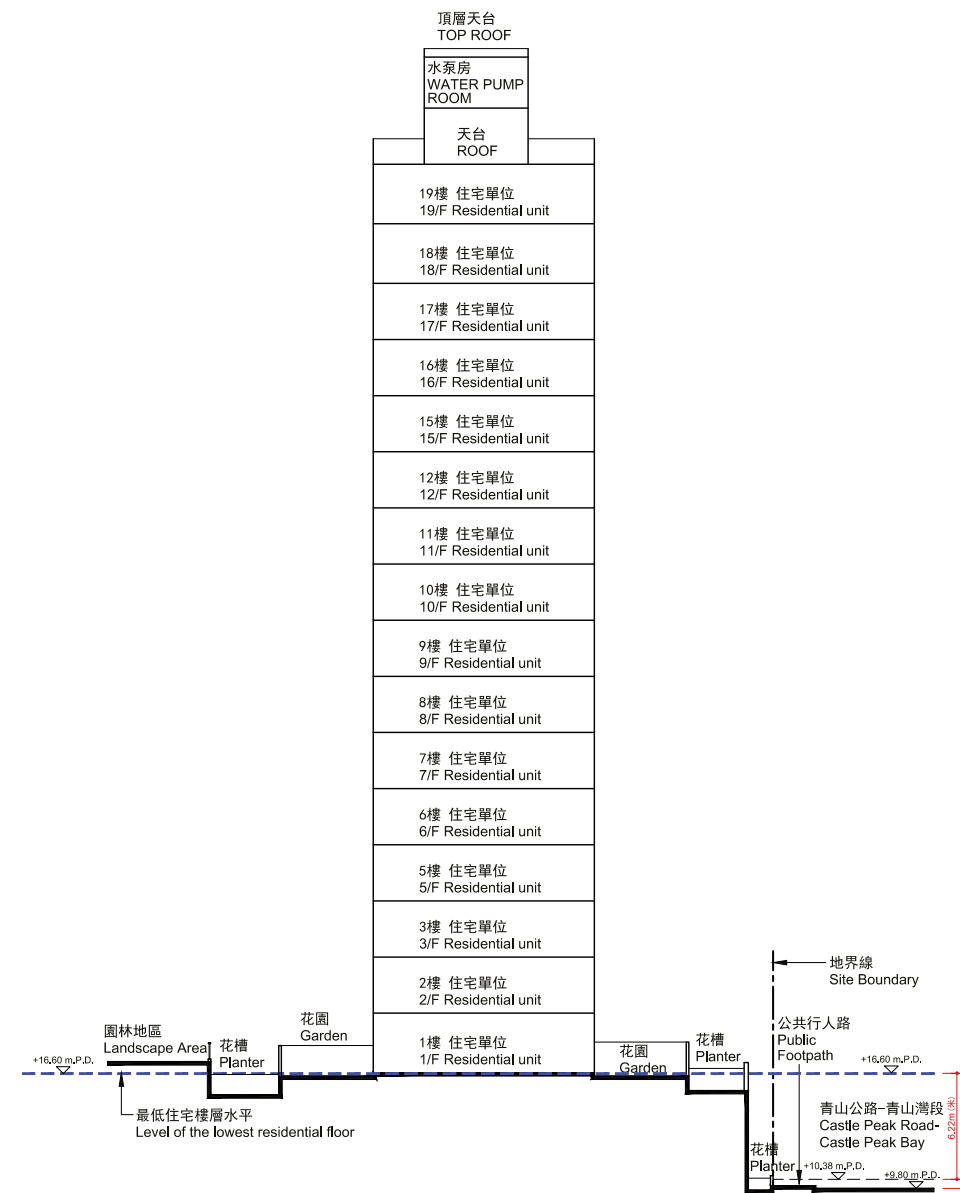 頂層天台
TOP ROOF
水泵房
WATER PUMP
ROOM
天台
ROOF
19樓 住宅單位
19/F Residential unit
18樓 住宅單位
18/F Residential unit
17樓 住宅單位
17/F Residential unit
16樓 住宅單位
16/F Residential unit
15樓 住宅單位
15/F Residential unit
12樓 住宅單位
12/F Residential unit
11樓 住宅單位
11/F Residential unit
10樓 住宅單位
10/F Residential unit
9樓 住宅單位
9/F Residential unit
8樓 住宅單位
8/F Residential unit
7樓 住宅單位
7/F Residential unit
6樓 住宅單位
6/F Residential unit
5樓 住宅單位
5/F Residential unit
3樓 住宅單位
3/F Residential unit
2樓 住宅單位
2/F Residential unit
1樓 住宅單位
1/F Residential unit
園林地區
Landscape Area
花槽
Planter
花園
Garden
+16.60 m.P.D.
最低住宅樓層水平
Level of the lowest residential floor
花園
Garden
花槽
Planter
地界線
Site Boundary
公共行人路
Public
Footpath
+16.60 m.P.D.
青山公路-青山灣段
Castle Peak Road-
Castle Peak Bay
6.22m (米)
花槽
Planter
+10.38 m.P.D.
+9.80 m.P.D.